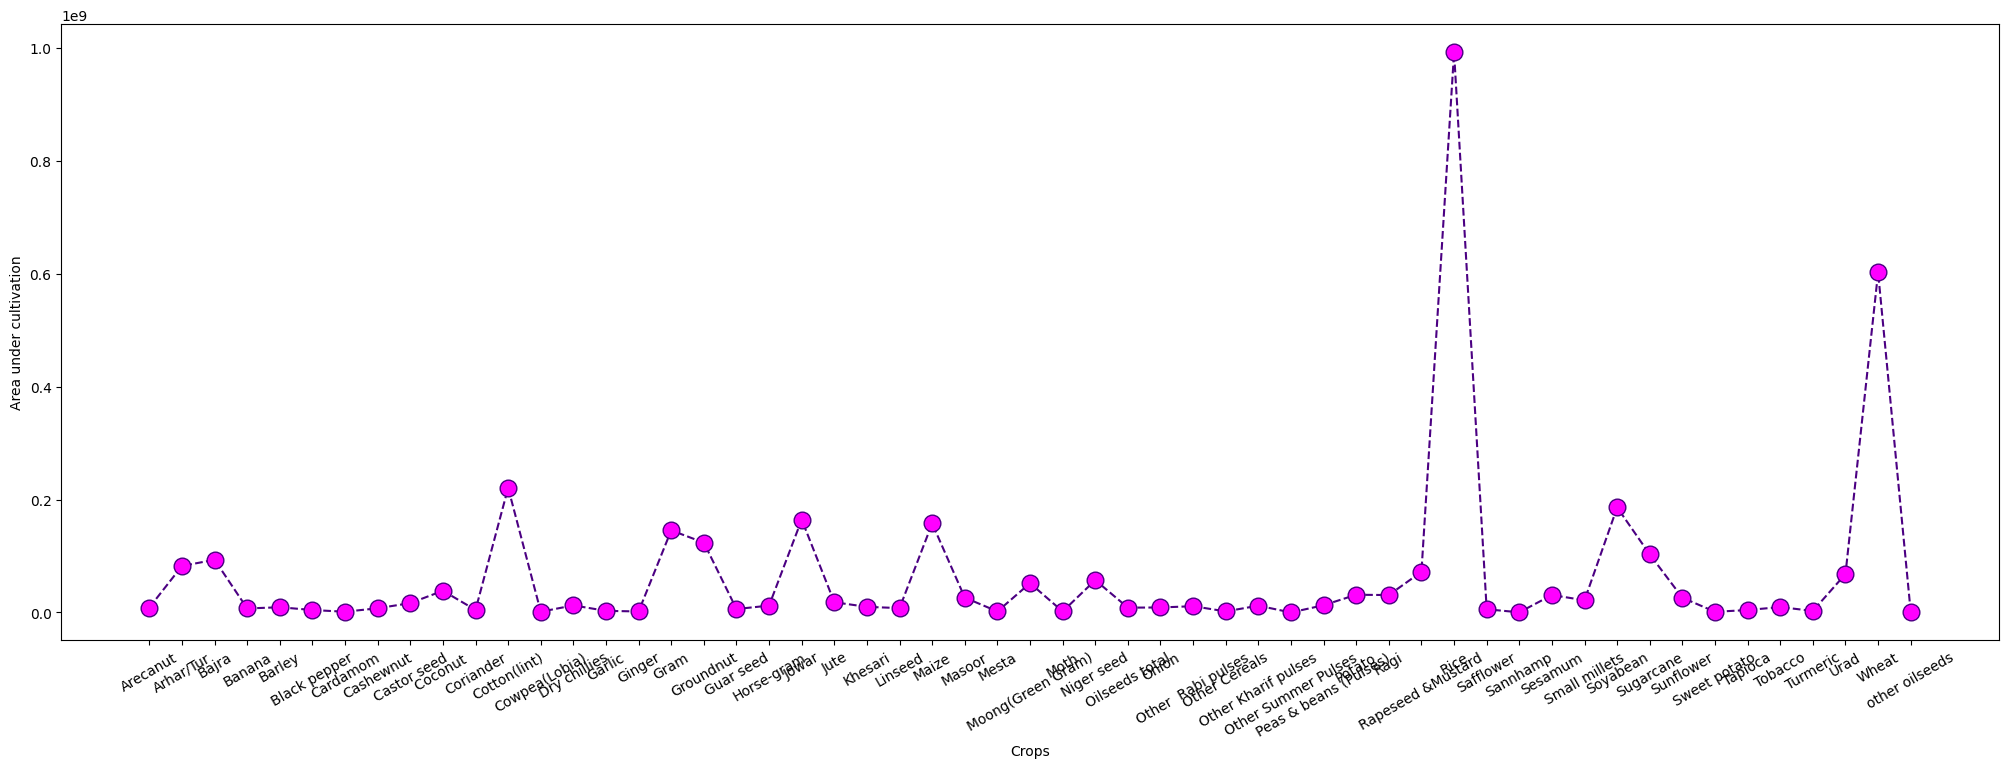 1e9
1.0
0.8
0.6
0.4
0.2
0.0
Area under cultivation
Arecanut
Arhar/Tur
Bajra
Banana
Barley
Black pepper
Cardamom
Cashewnut
Castor seed
Coconut
Coriander
Cotton(lint)
Cowpea(Lobia)
Dry chillies
Garlic
Ginger
Gram
Groundnut
Guar seed
Horse-gram
Jowar
Jute
Khesari
Linseed
Maize
Masoor
Mesta
Moong(Green Gram)
Moth
Niger seed
Oilseeds total
Onion
Other  Rabi pulses
Other Cereals
Other Kharif pulses
Other Summer Pulses
Peas & beans (Pulses)
Potato
Ragi
Rapeseed &Mustard
Rice
Safflower
Sannhamp
Sesamum
Small millets
Soyabean
Sugarcane
Sunflower
Sweet potato
Tapioca
Tobacco
Turmeric
Urad
Wheat
other oilseeds
Crops